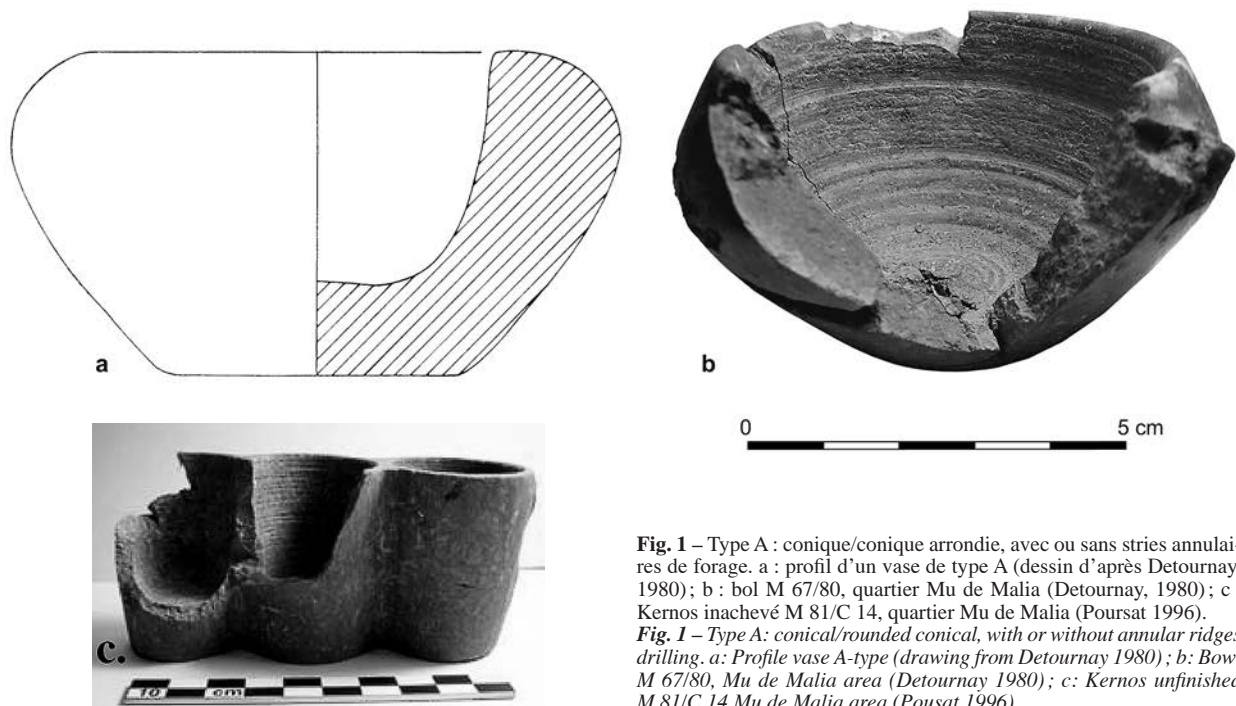 a
b
0 5 cm
c.
10 cm
Fig. 1 – Type A : conique/conique arrondie, avec ou sans stries annulai-
res de forage. a : profil d'un vase de type A (dessin d'après Detournay
1980) ; b : bol M 67/80, quartier Mu de Malia (Detournay, 1980) ; c
Kernos inachevé M 81/C 14, quartier Mu de Malia (Poursat 1996).
Fig. 1 – Type A: conical/rounded conical, with or without annular ridges
drilling. a: Profile vase A-type (drawing from Detournay 1980) ; b: Bow
M 67/80, Mu de Malia area (Detournay 1980) ; c: Kernos unfinished
M 81/C 14 Mu de Malia area (Pousat 1996)